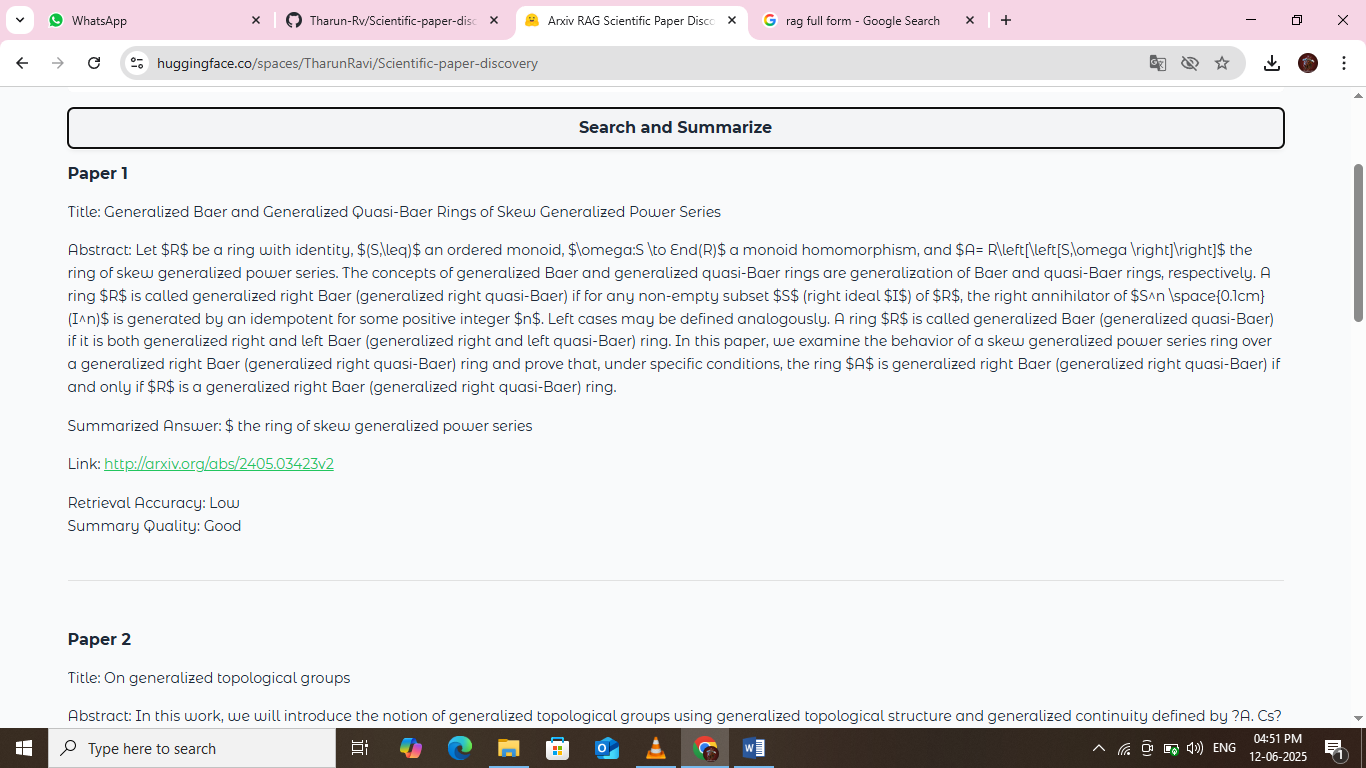 WhatsApp
Tharun-Rv/Scientific-paper-disc
Arxiv RAG Scientific Paper Disco
rag full form - Google Search
huggingface.co/spaces/TharunRavi/Scientific-paper-discovery
Search and Summarize
Paper 1
Title: Generalized Baer and Generalized Quasi-Baer Rings of Skew Generalized Power Series
Abstract: Let $R$ be a ring with identity, $(S,\leq)$ an ordered monoid, $\omega:S \to End(R)$ a monoid homomorphism, and $A= R\left[\left[S,\omega \right]\right]$ the
ring of skew generalized power series. The concepts of generalized Baer and generalized quasi-Baer rings are generalization of Baer and quasi-Baer rings, respectively. A
ring $R$ is called generalized right Baer (generalized right quasi-Baer) if for any non-empty subset $S$ (right ideal $I$) of $R$, the right annihilator of $S^n \space{0.1cm}
(I^n)$ is generated by an idempotent for some positive integer $n$. Left cases may be defined analogously. A ring $R$ is called generalized Baer (generalized quasi-Baer)
if it is both generalized right and left Baer (generalized right and left quasi-Baer) ring. In this paper, we examine the behavior of a skew generalized power series ring over
a generalized right Baer (generalized right quasi-Baer) ring and prove that, under specific conditions, the ring $A$ is generalized right Baer (generalized right quasi-Baer) if
and only if $R$ is a generalized right Baer (generalized right quasi-Baer) ring.
Summarized Answer: $ the ring of skew generalized power series
Link: http://arxiv.org/abs/2405.03423v2
Retrieval Accuracy: Low
Summary Quality: Good
Paper 2
Title: On generalized topological groups
Abstract: In this work, we will introduce the notion of generalized topological groups using generalized topological structure and generalized continuity defined by ?A. Cs?
Type here to search
ENG
04:51 PM
12-06-2025
1